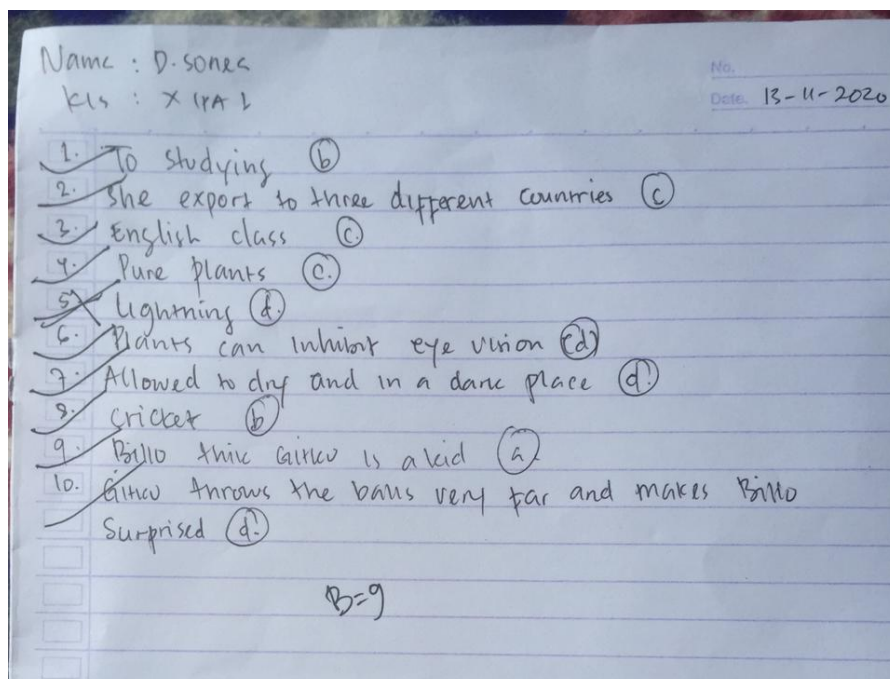 Name : D. sones
No.
Kls : X IPA 1
Date. 13-11-2020
1. To studying (b)
2. She export to three different countries (c)
3. English class (c.)
4. Pure plants (c.)
5. Lightning (d.)
6. Plants can inhibit eye vision (d)
7. Allowed to dry and in a dark place (d.)
8. Cricket (b)
9. Billo think Gitko is a kid (a)
10. Gitko throws the balls very far and makes Billo
Surprised (d.)
B=9